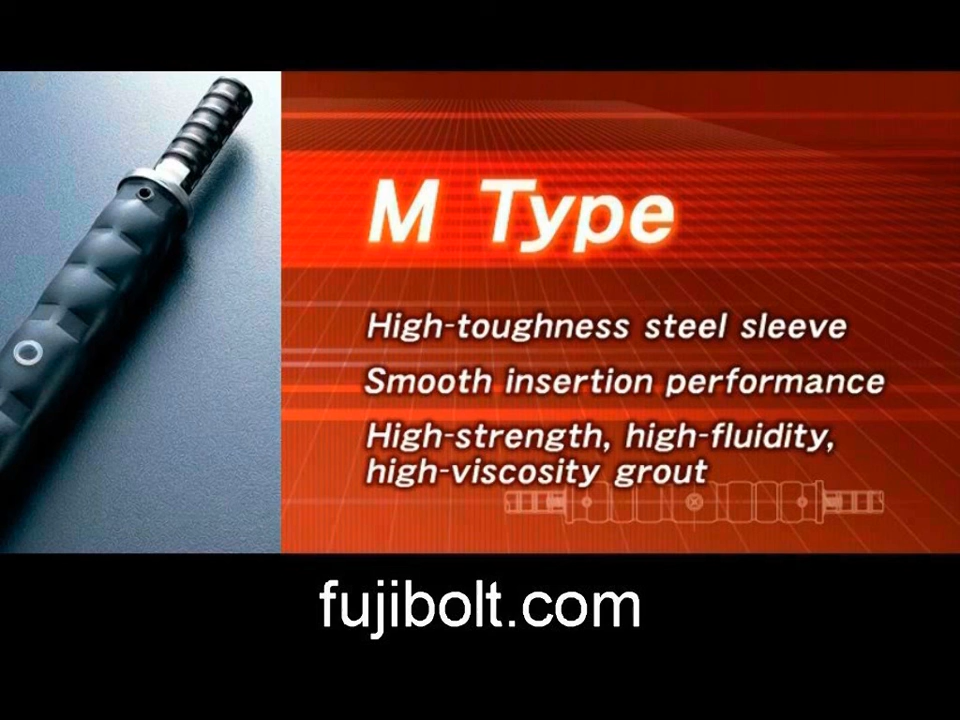 M Type
High-toughness steel sleeve
Smooth insertion performance
High-strength, high-fluidity,
high-viscosity grout
fujibolt.com